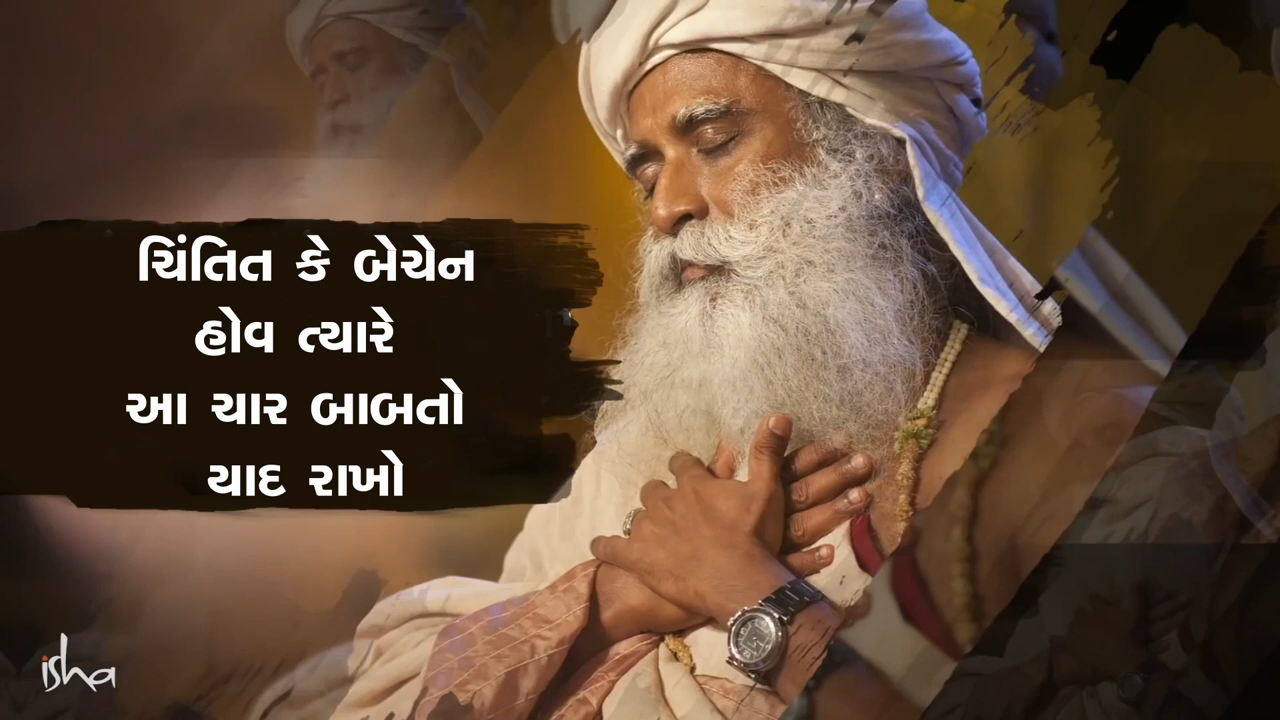 ચિંતિત કે બેચેન
હોવ ત્યારે
આ ચાર બાબતો
યાદ રાખો
isha